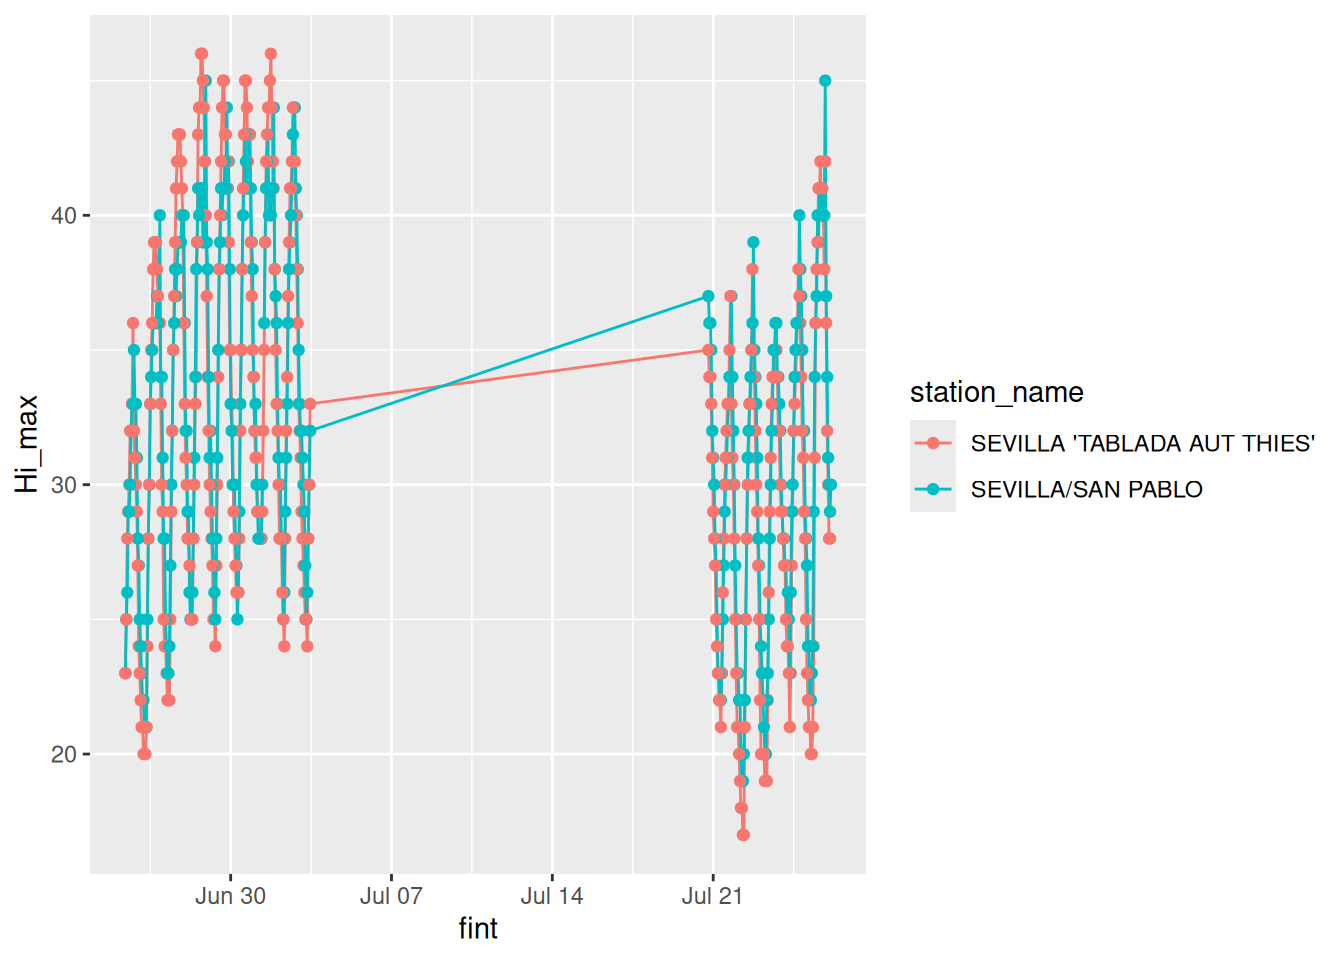 40
30
20
Hi_max
Jun 30
Jul 07
Jul 14
Jul 21
fint
station_name
SEVILLA 'TABLADA AUT THIES'
SEVILLA/SAN PABLO